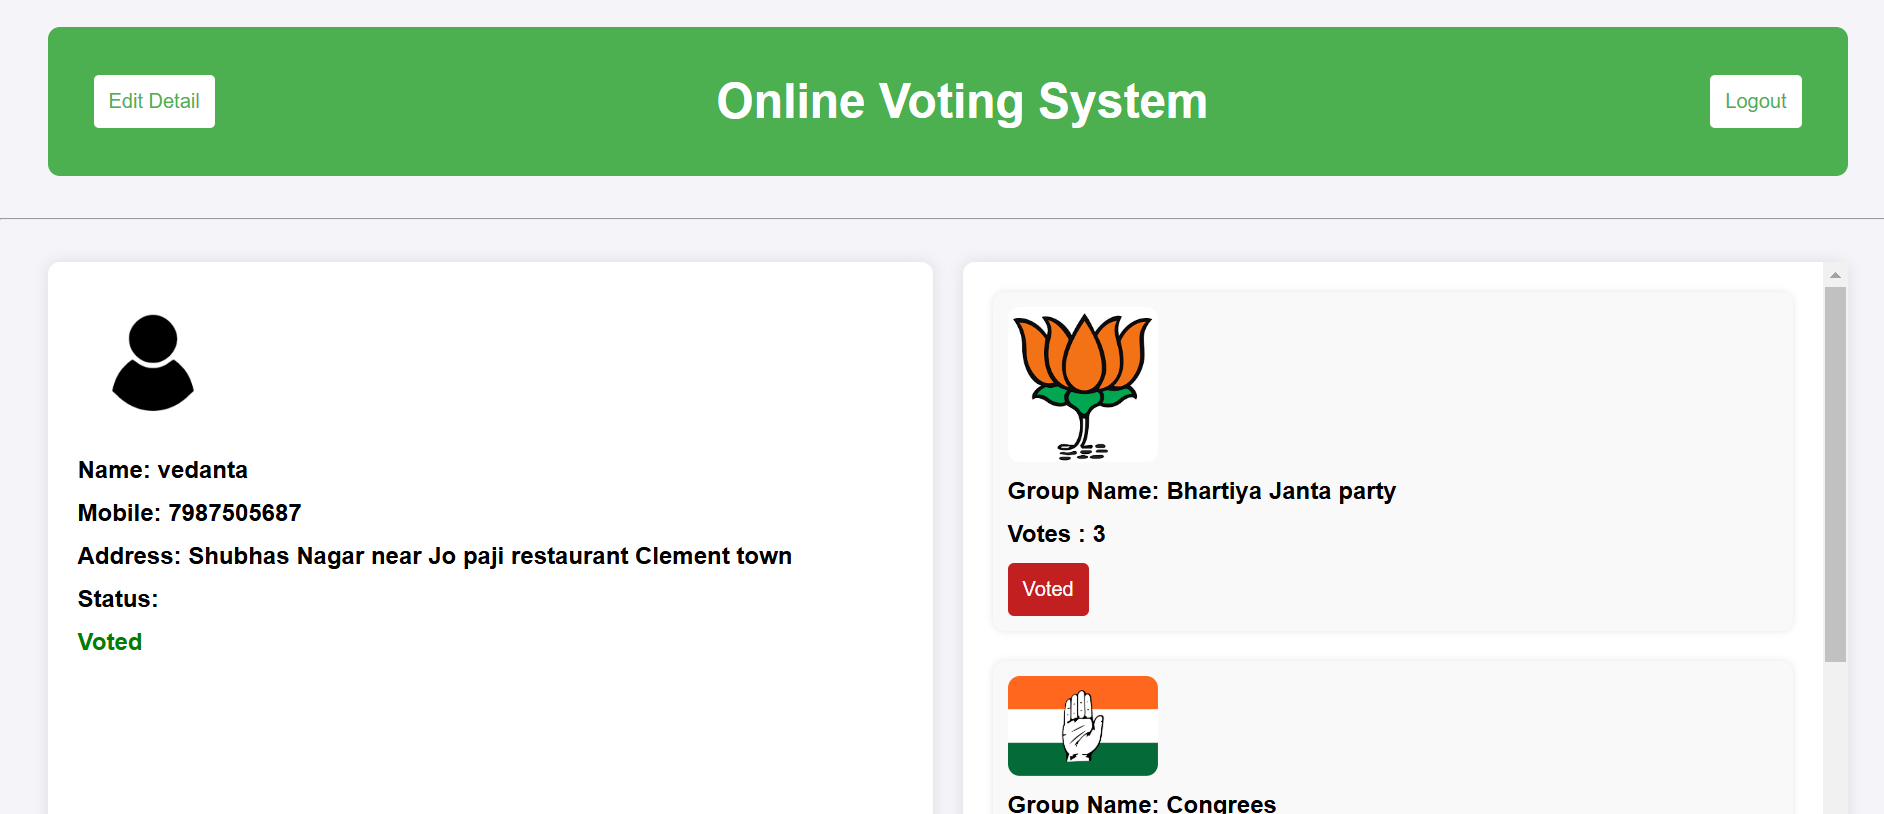 Edit Detail
Online Voting System
Logout
Name: vedanta
Mobile: 7987505687
Address: Shubhas Nagar near Jo paji restaurant Clement town
Status:
Voted
Group Name: Bhartiya Janta party
Votes : 3
Voted
Group Name: Congrees